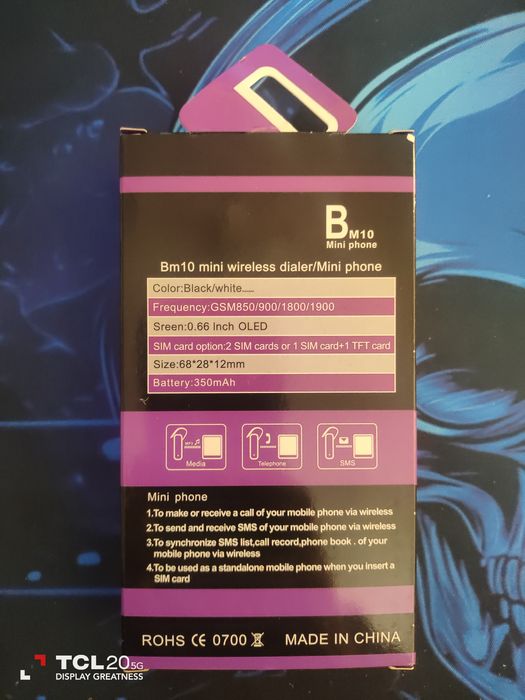 BM10
Mini phone
Bm10 mini wireless dialer/Mini phone
Color:Black/white......
Frequency:GSM850/900/1800/1900
Sreen:0.66 Inch OLED
SIM card option:2 SIM cards or 1 SIM card+1 TFT card
Size:68*28*12mm
Battery:350mAh
MP3
Media
Telephone
SMS
Mini phone
1.To make or receive a call of your mobile phone via wireless
2.To send and receive SMS of your mobile phone via wireless
3.To synchronize SMS list,call record,phone book . of your
mobile phone via wireless
4.To be used as a standalone mobile phone when you insert a
SIM card
ROHS CE 0700 MADE IN CHINA
TCL 20 5G
DISPLAY GREATNESS